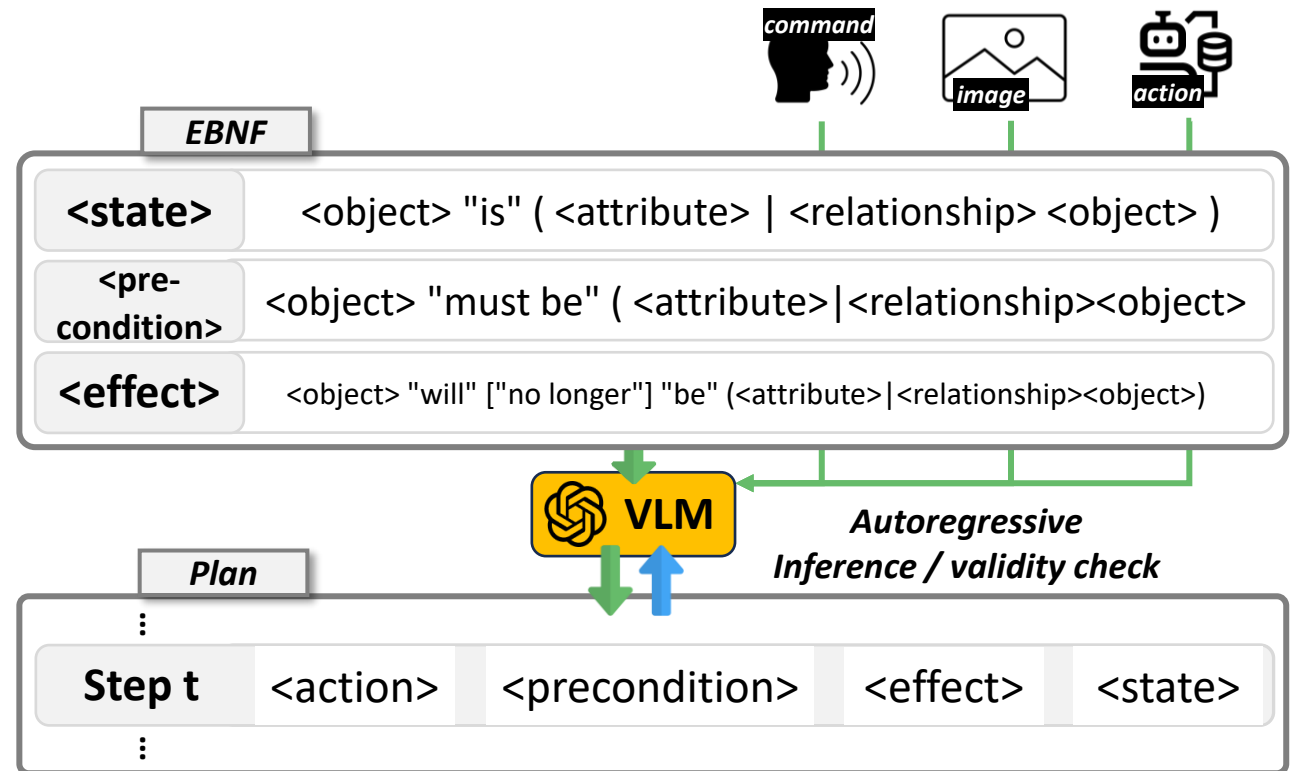 command
image
action
EBNF
<state>
<object> "is" ( <attribute> | <relationship> <object> )
<pre-
condition>
<object> "must be" ( <attribute>|<relationship><object>
<effect>
<object> "will" ["no longer"] "be" (<attribute>|<relationship><object>)
VLM
Autoregressive
Inference / validity check
Plan
⋮
Step t
<action>
<precondition>
<effect>
<state>
⋮